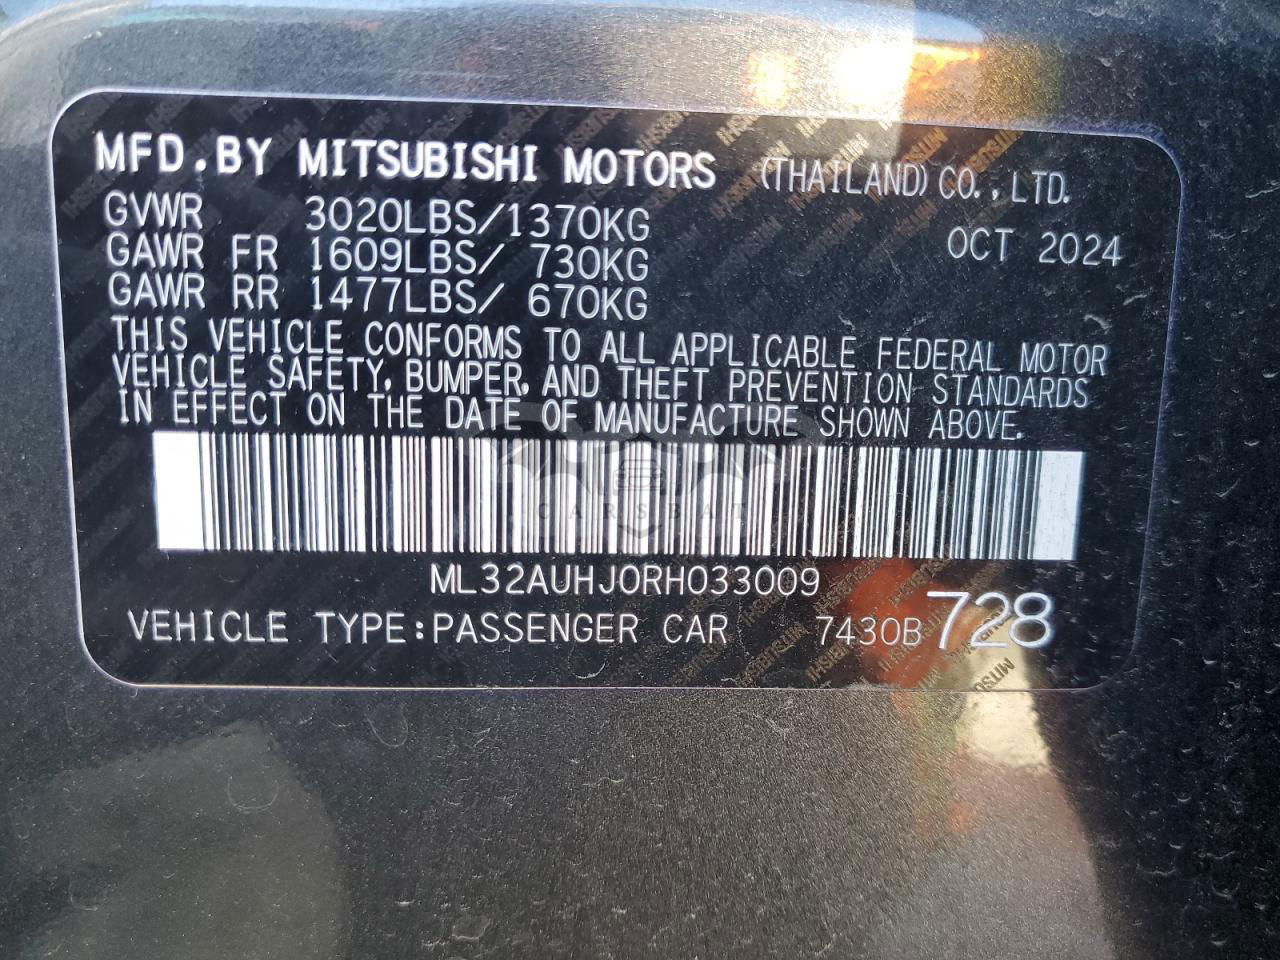 MFD.BY MITSUBISHI MOTORS (THAILAND) CO.,LTD.
GVWR 3020LBS/1370KG OCT 2024
GAWR FR 1609LBS/ 730KG
GAWR RR 1477LBS/ 670KG
THIS VEHICLE CONFORMS TO ALL APPLICABLE FEDERAL MOTOR
VEHICLE SAFETY, BUMPER, AND THEFT PREVENTION STANDARDS
IN EFFECT ON THE DATE OF MANUFACTURE SHOWN ABOVE.
CARSBAT
ML32AUHJ0RH033009
VEHICLE TYPE:PASSENGER CAR 7430B 728